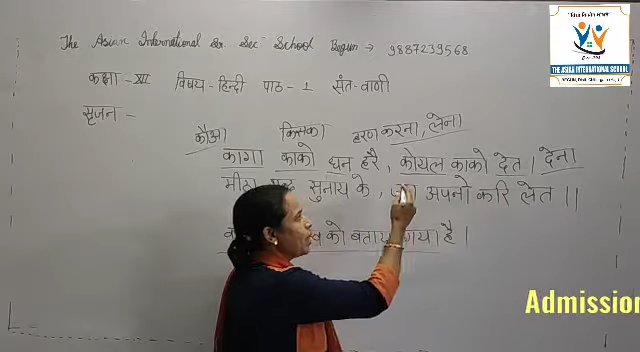 The Asian International Sr. Sec School Begun → 9887239568
THE ASIAN INTERNATIONAL SCHOOL
कक्षा - XII विषय - हिन्दी पाठ - 1 संत-वाणी
सृजन -
कौआ किसका हरण करना, लेना
कागा काको धन हरै, कोयल काको देत। देना
मीठा सुनाय के, अपनो करि लेत ॥
को बताया गया है।
Admission